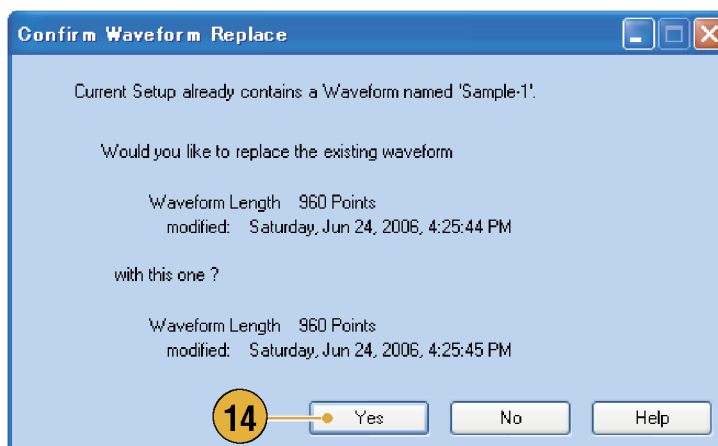 Confirm Waveform Replace
Current Setup already contains a Waveform named 'Sample-1'.
Would you like to replace the existing waveform
Waveform Length 960 Points
modified: Saturday, Jun 24, 2006, 4:25:44 PM
with this one ?
Waveform Length 960 Points
modified: Saturday, Jun 24, 2006, 4:25:45 PM
14 Yes No Help